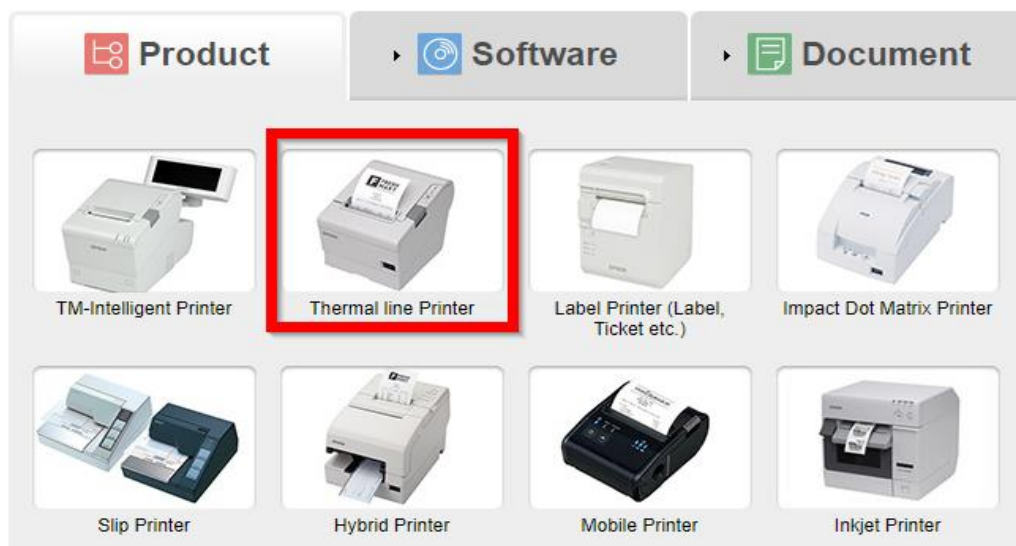 Product
Software
Document
TM-Intelligent Printer
Thermal line Printer
Label Printer (Label,
Ticket etc.)
Impact Dot Matrix Printer
Slip Printer
Hybrid Printer
Mobile Printer
Inkjet Printer